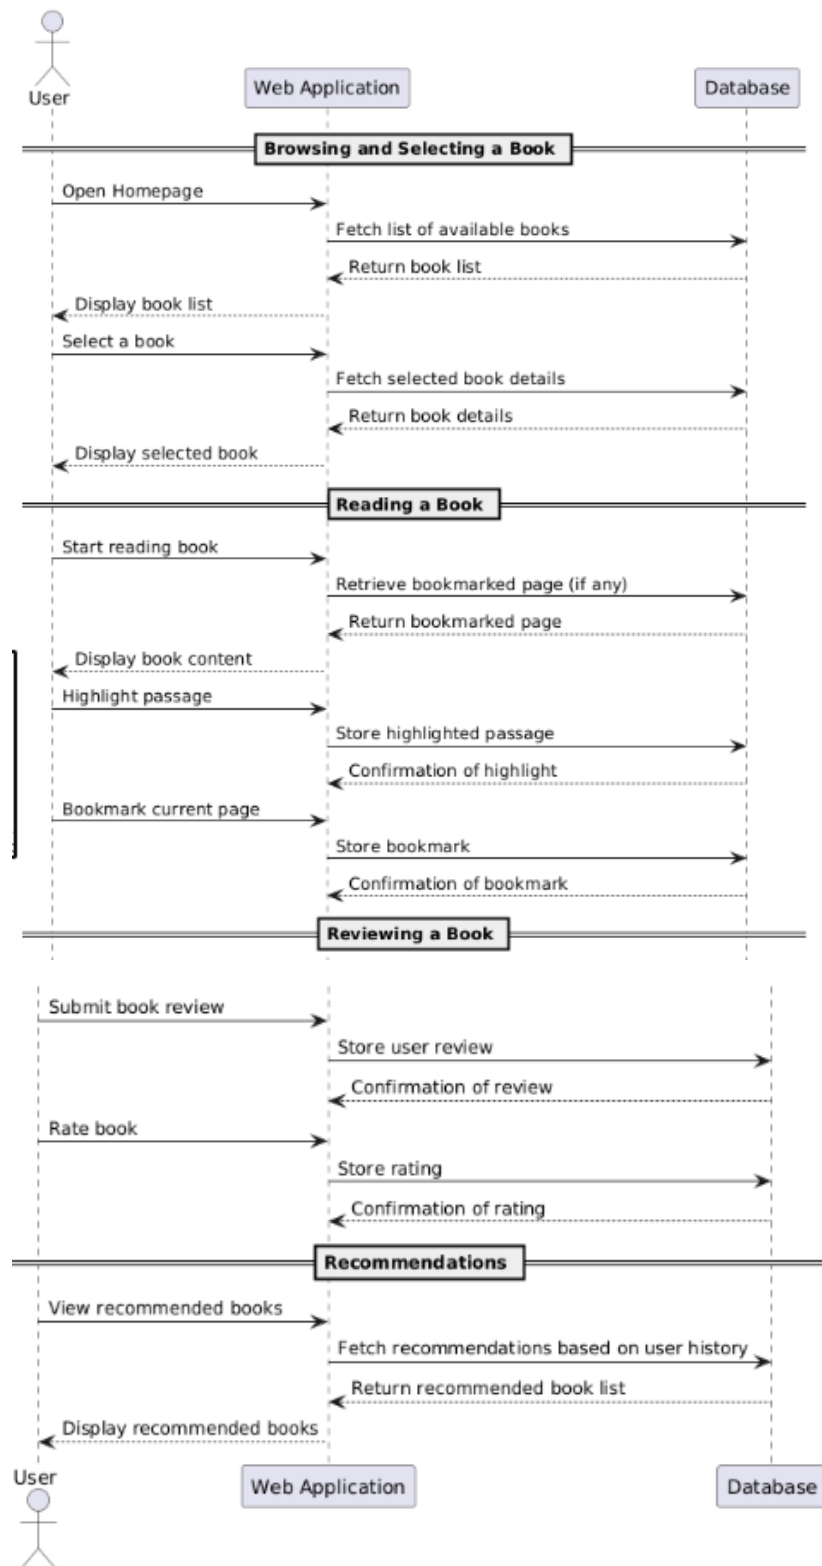 User
Web Application
Database
Browsing and Selecting a Book
Open Homepage
Fetch list of available books
Return book list
Display book list
Select a book
Fetch selected book details
Return book details
Display selected book
Reading a Book
Start reading book
Retrieve bookmarked page (if any)
Return bookmarked page
Display book content
Highlight passage
Store highlighted passage
Confirmation of highlight
Bookmark current page
Store bookmark
Confirmation of bookmark
Reviewing a Book
Submit book review
Store user review
Confirmation of review
Rate book
Store rating
Confirmation of rating
Recommendations
View recommended books
Fetch recommendations based on user history
Return recommended book list
Display recommended books
User
Web Application
Database